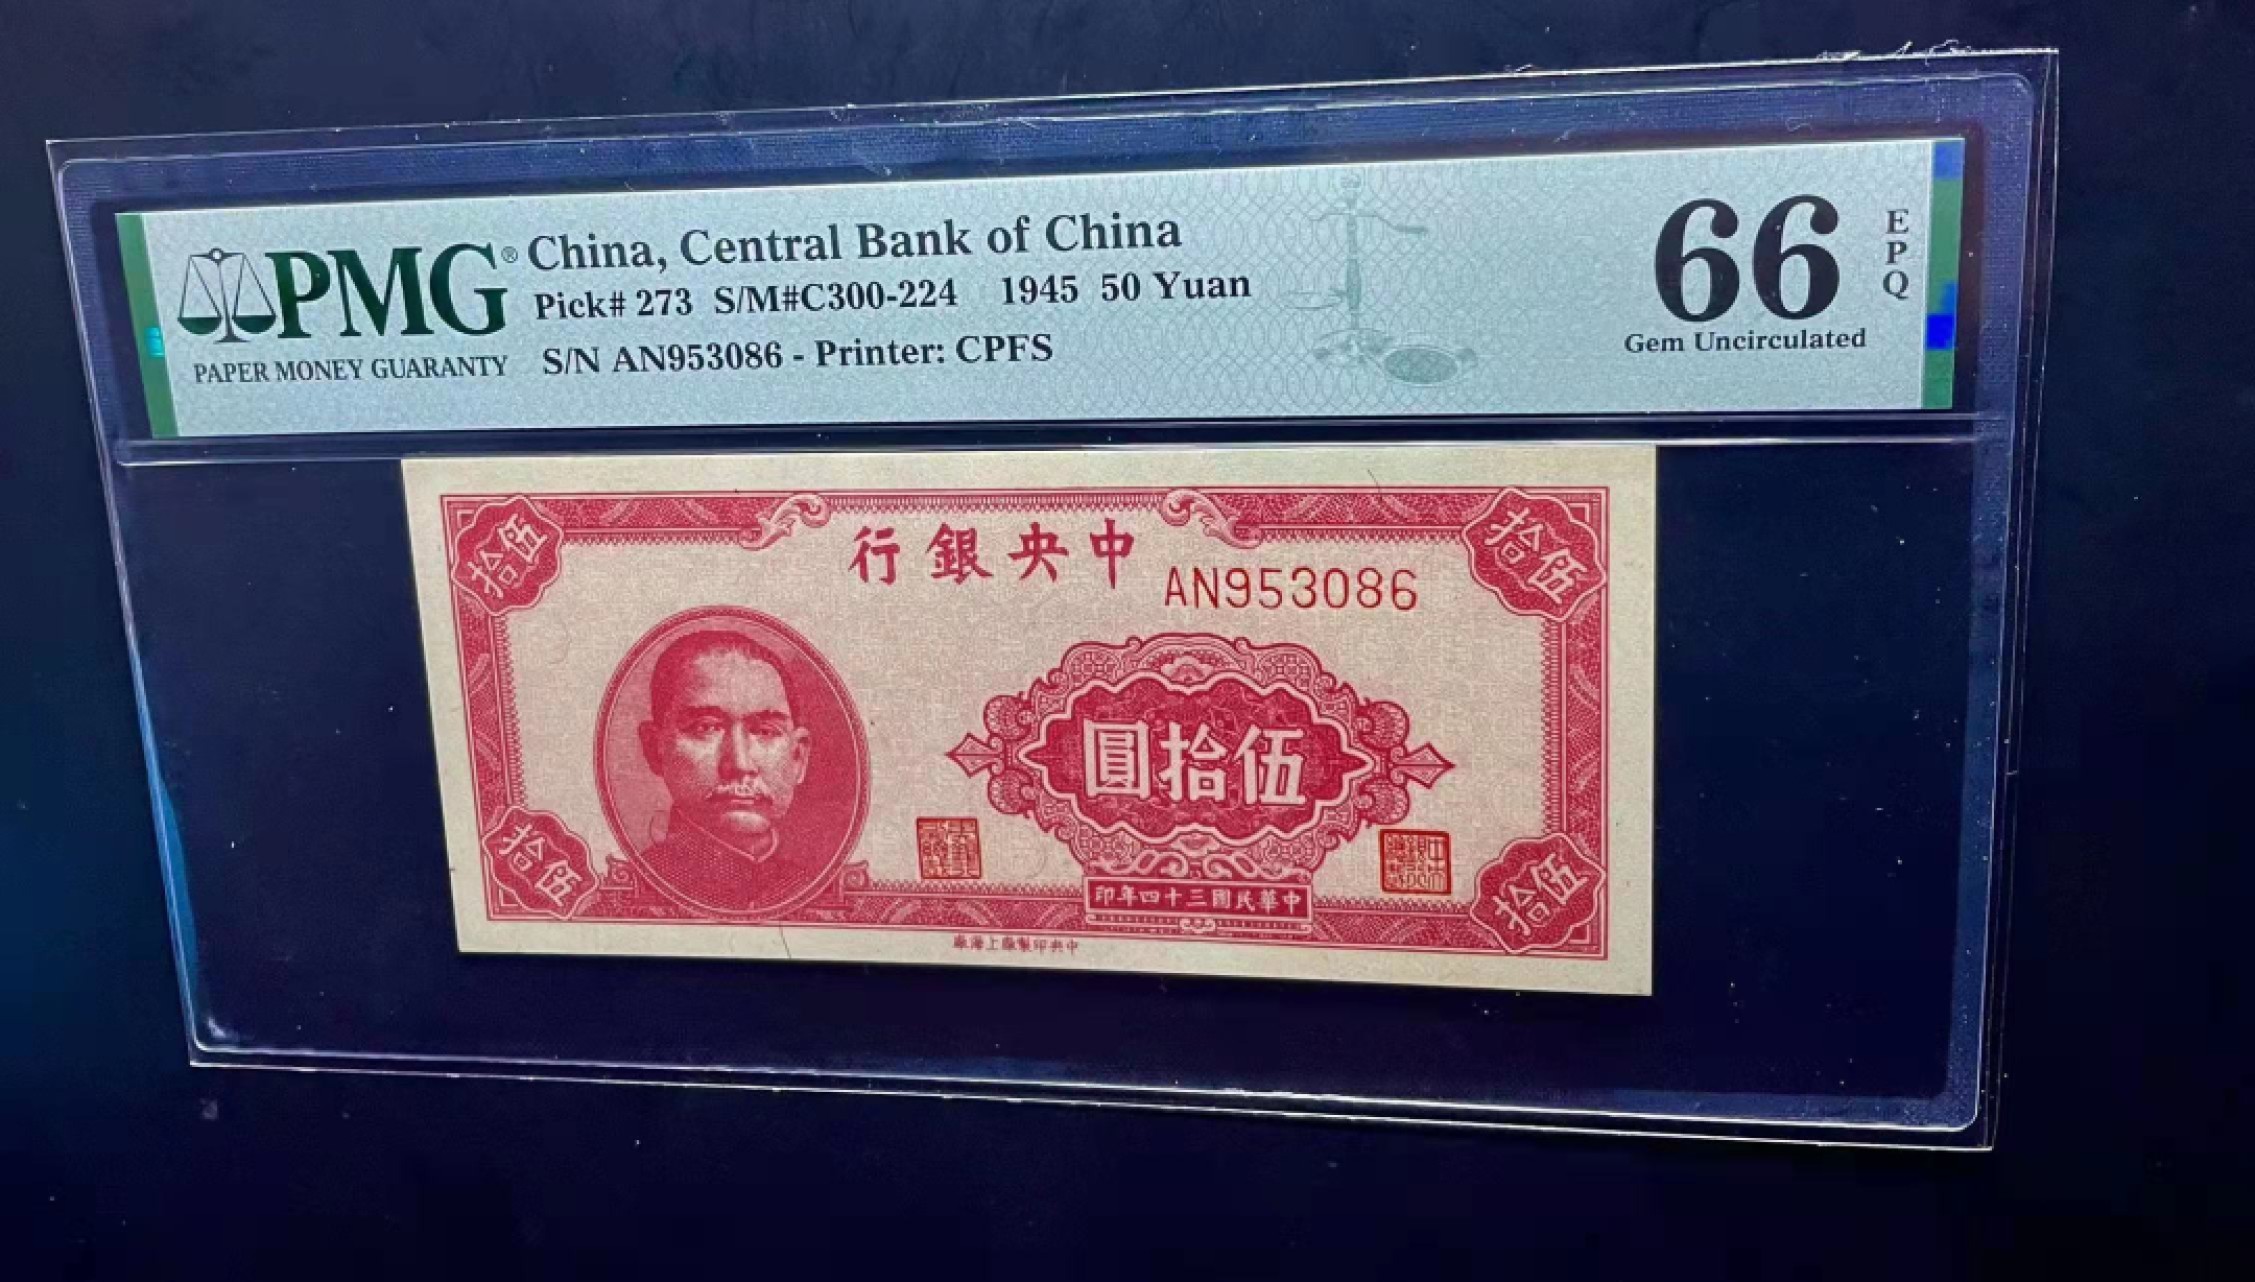 PMG® China, Central Bank of China
Pick# 273 S/M#C300-224 1945 50 Yuan
PAPER MONEY GUARANTY S/N AN953086 - Printer: CPFS
66 EPQ
Gem Uncirculated
行銀央中
AN953086
拾伍
拾伍
圓拾伍
拾伍
拾伍
印年四十三國民華中
廠海上廠製印央中